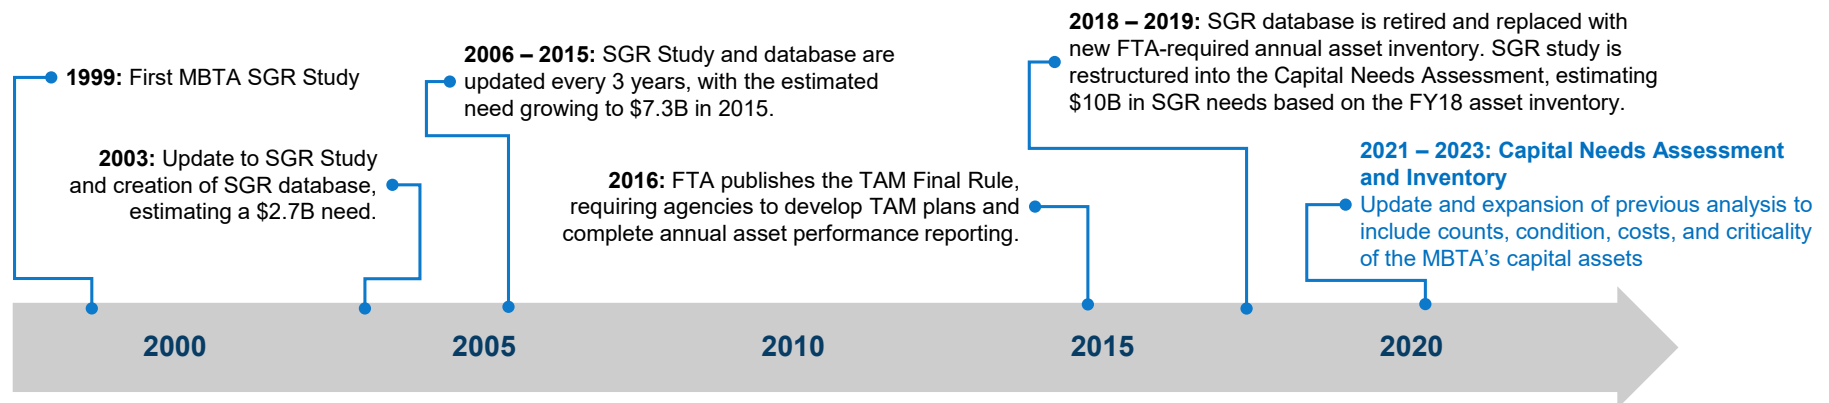 1999: First MBTA SGR Study
2003: Update to SGR Study
and creation of SGR database,
estimating a $2.7B need.
2006 – 2015: SGR Study and database are
updated every 3 years, with the estimated
need growing to $7.3B in 2015.
2016: FTA publishes the TAM Final Rule,
requiring agencies to develop TAM plans and
complete annual asset performance reporting.
2018 – 2019: SGR database is retired and replaced with
new FTA-required annual asset inventory. SGR study is
restructured into the Capital Needs Assessment, estimating
$10B in SGR needs based on the FY18 asset inventory.
2021 – 2023: Capital Needs Assessment
and Inventory
Update and expansion of previous analysis to
include counts, condition, costs, and criticality
of the MBTA’s capital assets
2000 2005 2010 2015 2020